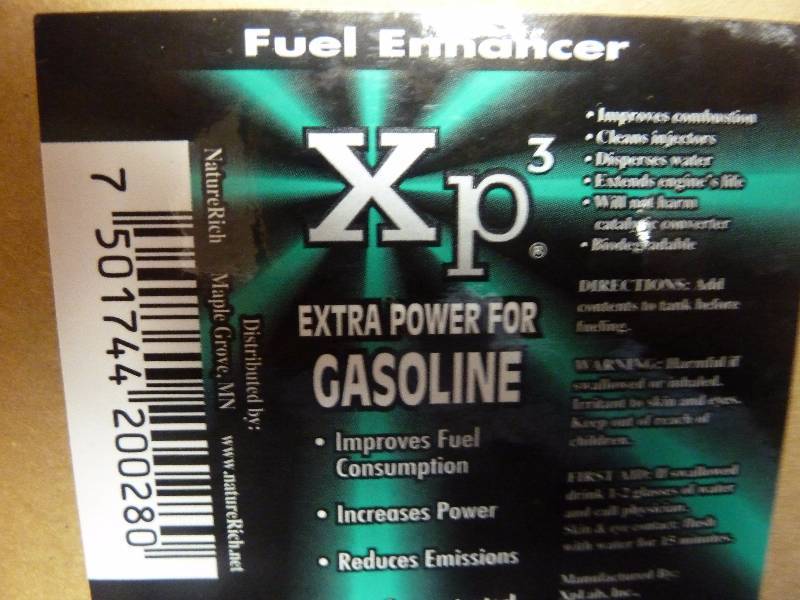 Fuel Enhancer
Xp3®
EXTRA POWER FOR
GASOLINE
• Improves Fuel
Consumption
• Increases Power
• Reduces Emissions
• Improves combustion
• Cleans injectors
• Disperses water
• Extends engine's life
• Will not harm
catalytic converter
• Biodegradable
DIRECTIONS: Add
contents to tank before
fueling.
WARNING: Harmful if
swallowed or inhaled.
Irritant to skin and eyes.
Keep out of reach of
children.
FIRST AID: If swallowed
drink 1-2 glasses of water
and call physician.
Skin & eye contact: flush
with water for 15 minutes.
Manufactured By:
XpLab, Inc.,
Distributed by:
NatureRich Maple Grove, MN www.natureRich.net
7 501744 200280